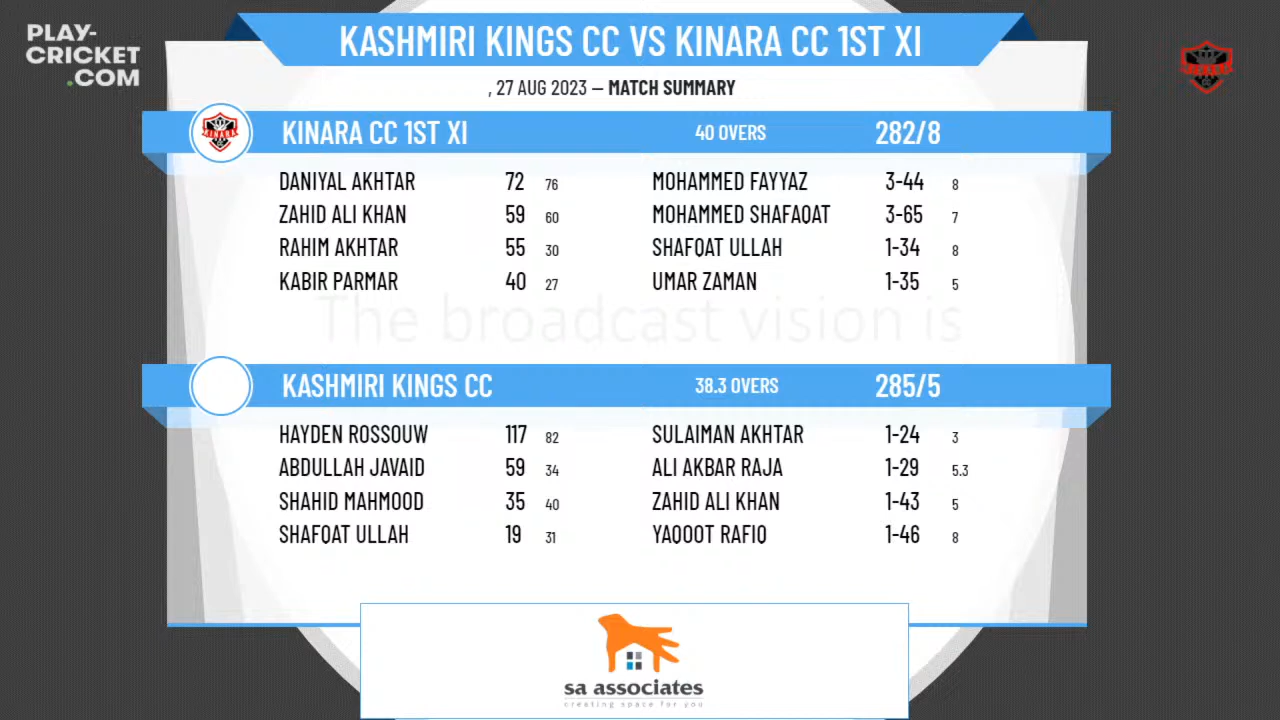 PLAY-
CRICKET
.COM
KASHMIRI KINGS CC VS KINARA CC 1ST XI
, 27 AUG 2023 – MATCH SUMMARY
KINARA CC 1ST XI 40 OVERS 282/8
DANIYAL AKHTAR 72 76 MOHAMMED FAYYAZ 3-44 8
ZAHID ALI KHAN 59 60 MOHAMMED SHAFAQAT 3-65 7
RAHIM AKHTAR 55 30 SHAFQAT ULLAH 1-34 8
KABIR PARMAR 40 27 UMAR ZAMAN 1-35 5
The broadcast vision is
KASHMIRI KINGS CC 38.3 OVERS 285/5
HAYDEN ROSSOUW 117 82 SULAIMAN AKHTAR 1-24 3
ABDULLAH JAVAID 59 34 ALI AKBAR RAJA 1-29 5.3
SHAHID MAHMOOD 35 40 ZAHID ALI KHAN 1-43 5
SHAFQAT ULLAH 19 31 YAQOOT RAFIQ 1-46 8
sa associates
creating space for you